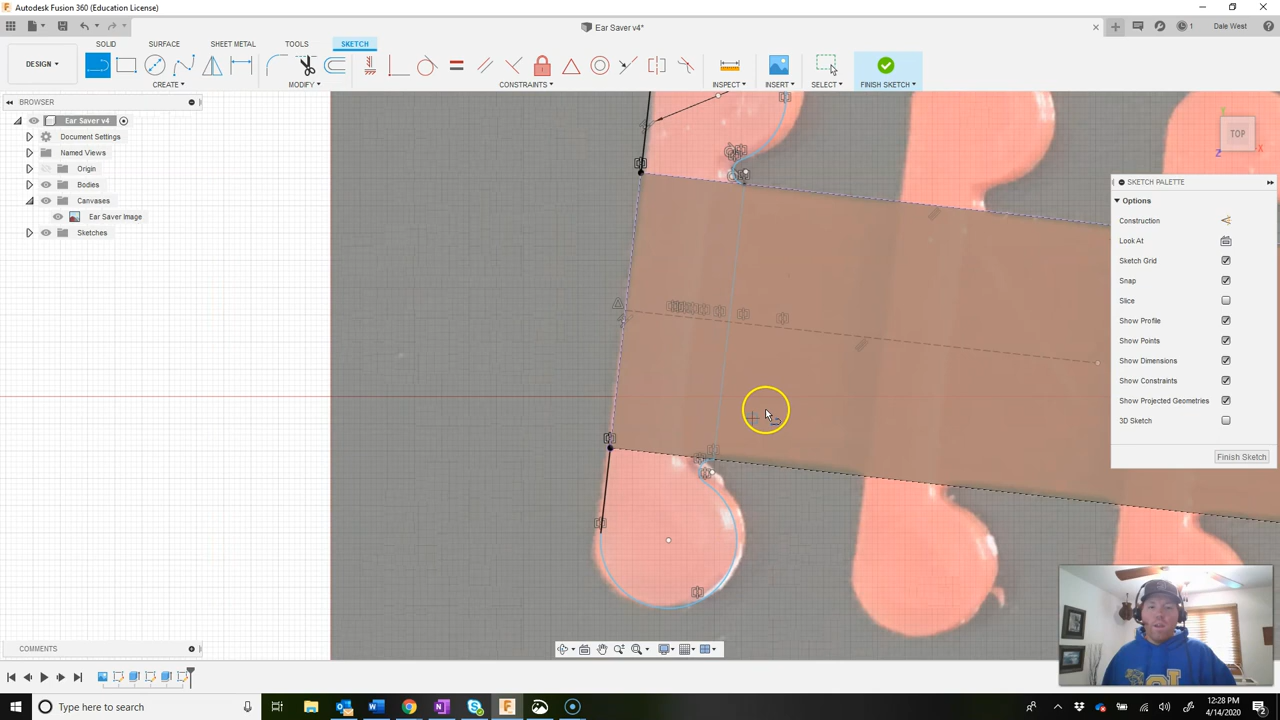 Autodesk Fusion 360 (Education License)
Ear Saver v4*
1
Dale West
DESIGN
SOLID
SURFACE
SHEET METAL
TOOLS
SKETCH
CREATE
MODIFY
CONSTRAINTS
INSPECT
INSERT
SELECT
FINISH SKETCH
BROWSER
Ear Saver v4
Document Settings
Named Views
Origin
Bodies
Canvases
Ear Saver Image
Sketches
TOP
X
Z
SKETCH PALETTE
Options
Construction
Look At
Sketch Grid
Snap
Slice
Show Profile
Show Points
Show Dimensions
Show Constraints
Show Projected Geometries
3D Sketch
Finish Sketch
COMMENTS
Type here to search
12:28 PM
4/14/2020